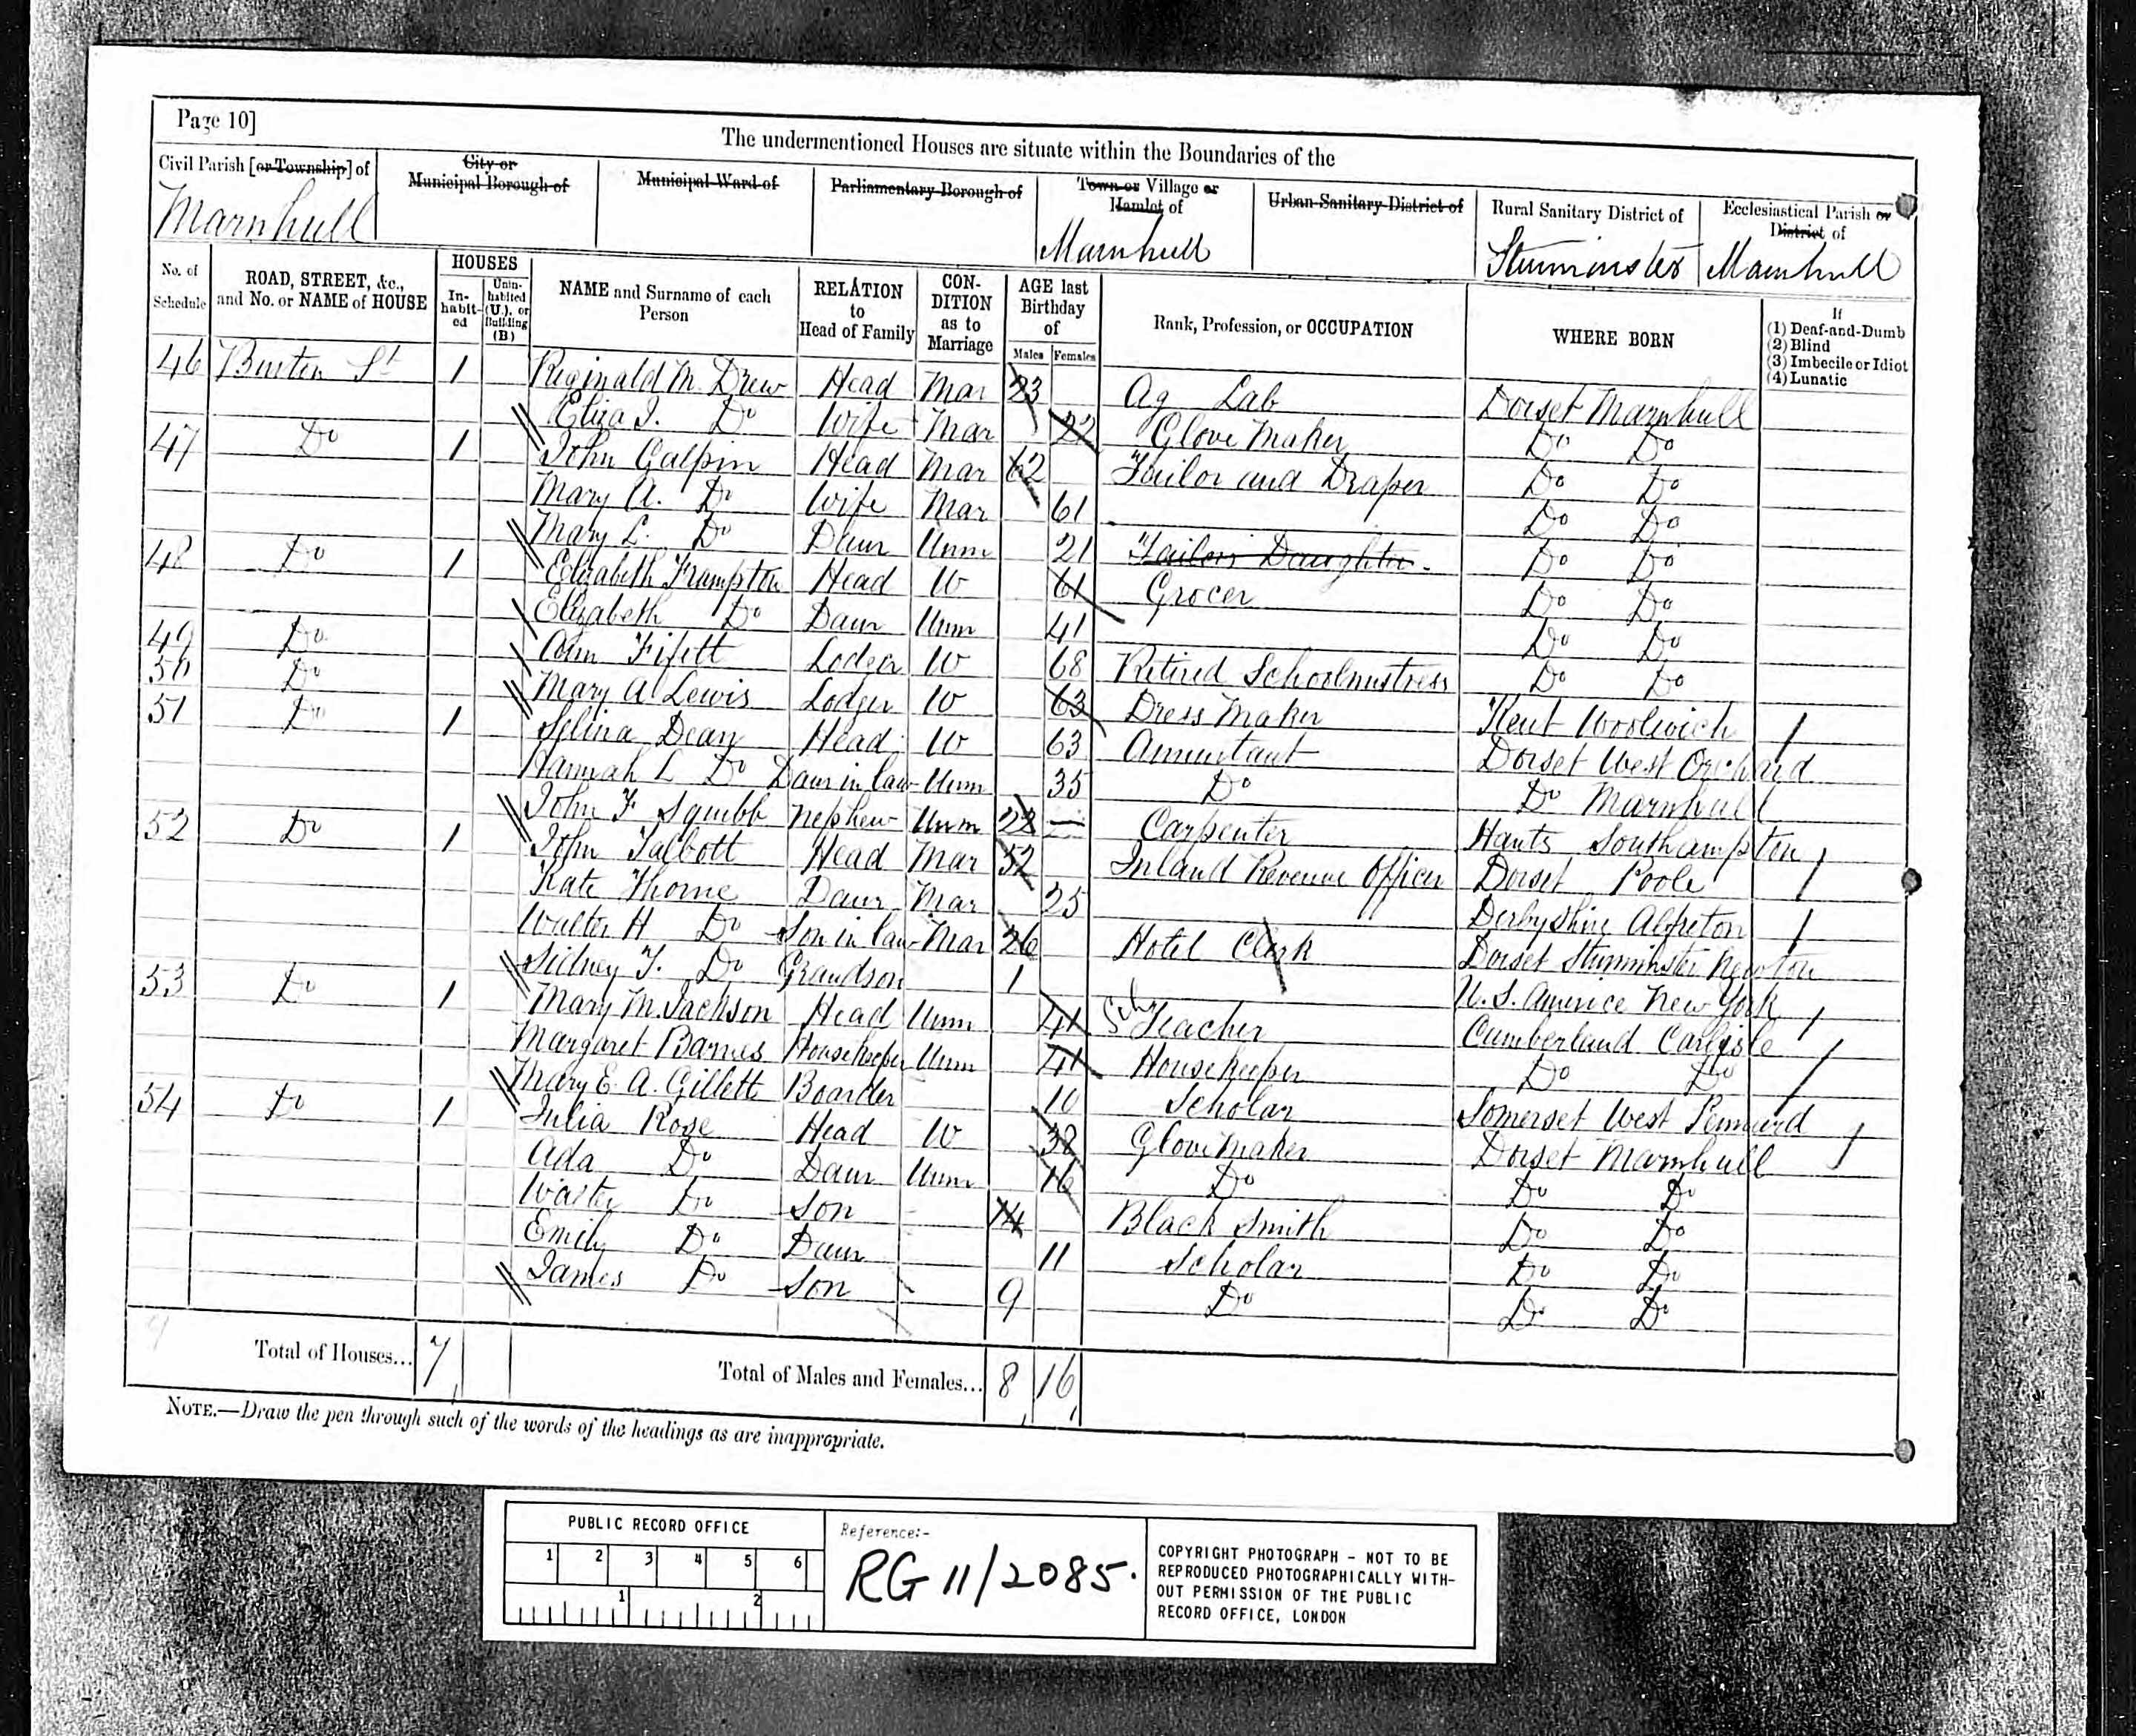 Page 10]
The undermentioned Houses are situate within the Boundaries of the
Civil Parish [or Township] of Marnhull
City or Municipal Borough of
Municipal Ward of
Parliamentary Borough of
Town or Village or Hamlet of Marnhull
Urban Sanitary District of
Rural Sanitary District of Sturminster
Ecclesiastical Parish or District of Marnhull
No. of Schedule ROAD, STREET, &c., and No. or NAME of HOUSE HOUSES Inhabit-ed Unin-habited (U.), or Building (B) NAME and Surname of each Person RELATION to Head of Family CON-DITION as to Marriage AGE last Birthday of Males Females Rank, Profession, or OCCUPATION WHERE BORN If (1) Deaf-and-Dumb (2) Blind (3) Imbecile or Idiot (4) Lunatic
46 Burton St 1 Reginald M. Drew Head Mar 23 Ag Lab Dorset Marnhull
Eliza J. Do Wife Mar 22 Glove Maker Do Do
47 Do 1 John Galpin Head Mar 62 Tailor and Draper Do Do
Mary A. Do Wife Mar 61 Do Do
Mary L. Do Daur Unm 21 Tailors Daughter Do Do
48 Do 1 Elizabeth Frampton Head W 61 Grocer Do Do
Elizabeth Do Daur Unm 41 Do Do
49 Do Ann Fifett Lodger W 68 Retired Schoolmistress Do Do
50 Do Mary A Lewis Lodger W 63 Dress Maker Kent Woolwich
51 Do 1 Selina Dean Head W 63 Annuitant Dorset West Orchard
Hannah L Do Daur in law Unm 35 Do Do Marnhull
John F Squibb Nephew Unm 22 Carpenter Hants Southampton
52 Do 1 John Talbott Head Mar 52 Inland Revenue Officer Dorset Poole
Kate Thorne Daur Mar 25 Derbyshire Alfreton
Walter H Do Son in law Mar 26 Hotel Clerk Dorset Sturminster Newton
Sidney T. Do Grandson 1 U.S. America New York
53 Do 1 Mary M. Jackson Head Unm 41 Sch Teacher Cumberland Carlisle
Margaret Barnes Housekeeper Unm 41 Housekeeper Do Do
Mary E. A. Gillett Boarder 10 Scholar Somerset West Pennard
54 Do 1 Julia Rose Head W 38 Glove Maker Dorset Marnhull
Ada Do Daur Unm 16 Do Do Do
Walter Do Son 14 Black Smith Do Do
Emily Do Daur 11 Scholar Do Do
James Do Son 9 Do Do Do
Total of Houses... 7 Total of Males and Females... 8 16
NOTE.—Draw the pen through such of the words of the headings as are inappropriate.
PUBLIC RECORD OFFICE
1 2 3 4 5 6
1 2
Reference:-
RG 11/2085.
COPYRIGHT PHOTOGRAPH - NOT TO BE
REPRODUCED PHOTOGRAPHICALLY WITH-
OUT PERMISSION OF THE PUBLIC
RECORD OFFICE, LONDON